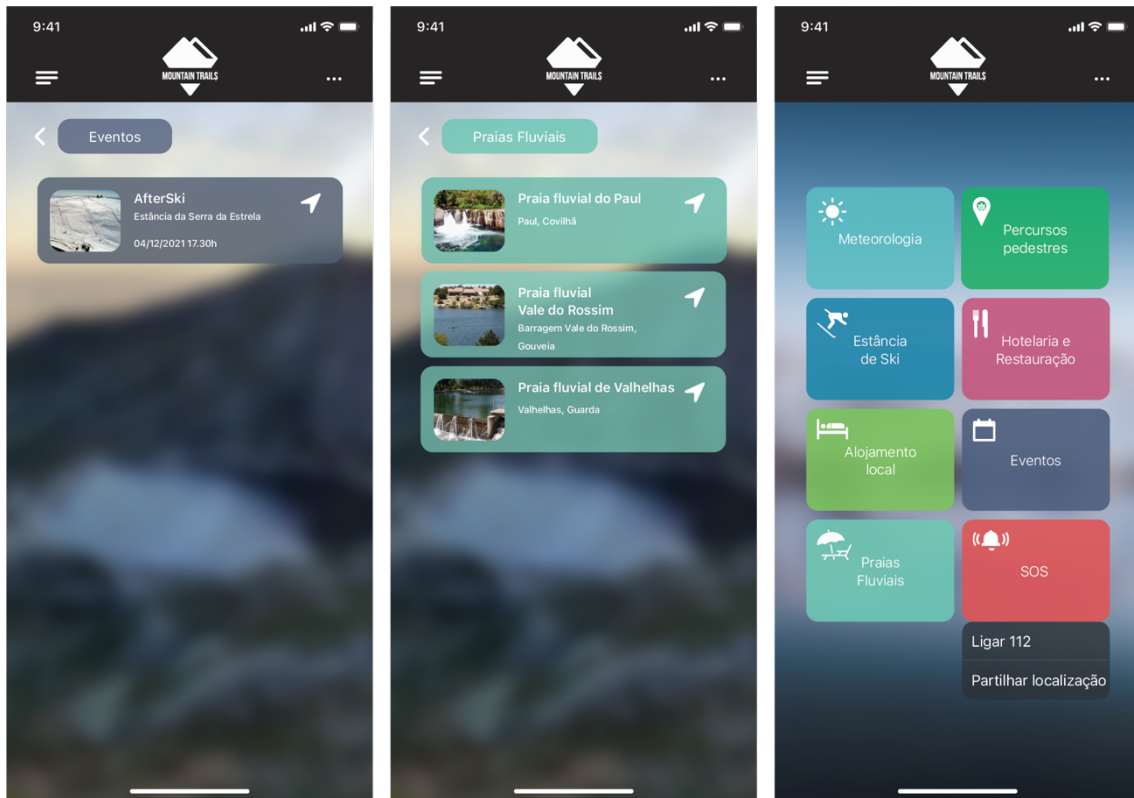 9:41
MOUNTAIN TRAILS
Eventos
AfterSki
Estância da Serra da Estrela
04/12/2021 17.30h
9:41
MOUNTAIN TRAILS
Praias Fluviais
Praia fluvial do Paul
Paul, Covilhã
Praia fluvial
Vale do Rossim
Barragem Vale do Rossim,
Gouveia
Praia fluvial de Valhelhas
Valhelhas, Guarda
9:41
MOUNTAIN TRAILS
Meteorologia
Percursos
pedestres
Estância
de Ski
Hotelaria e
Restauração
Alojamento
local
Eventos
Praias
Fluviais
SOS
Ligar 112
Partilhar localização